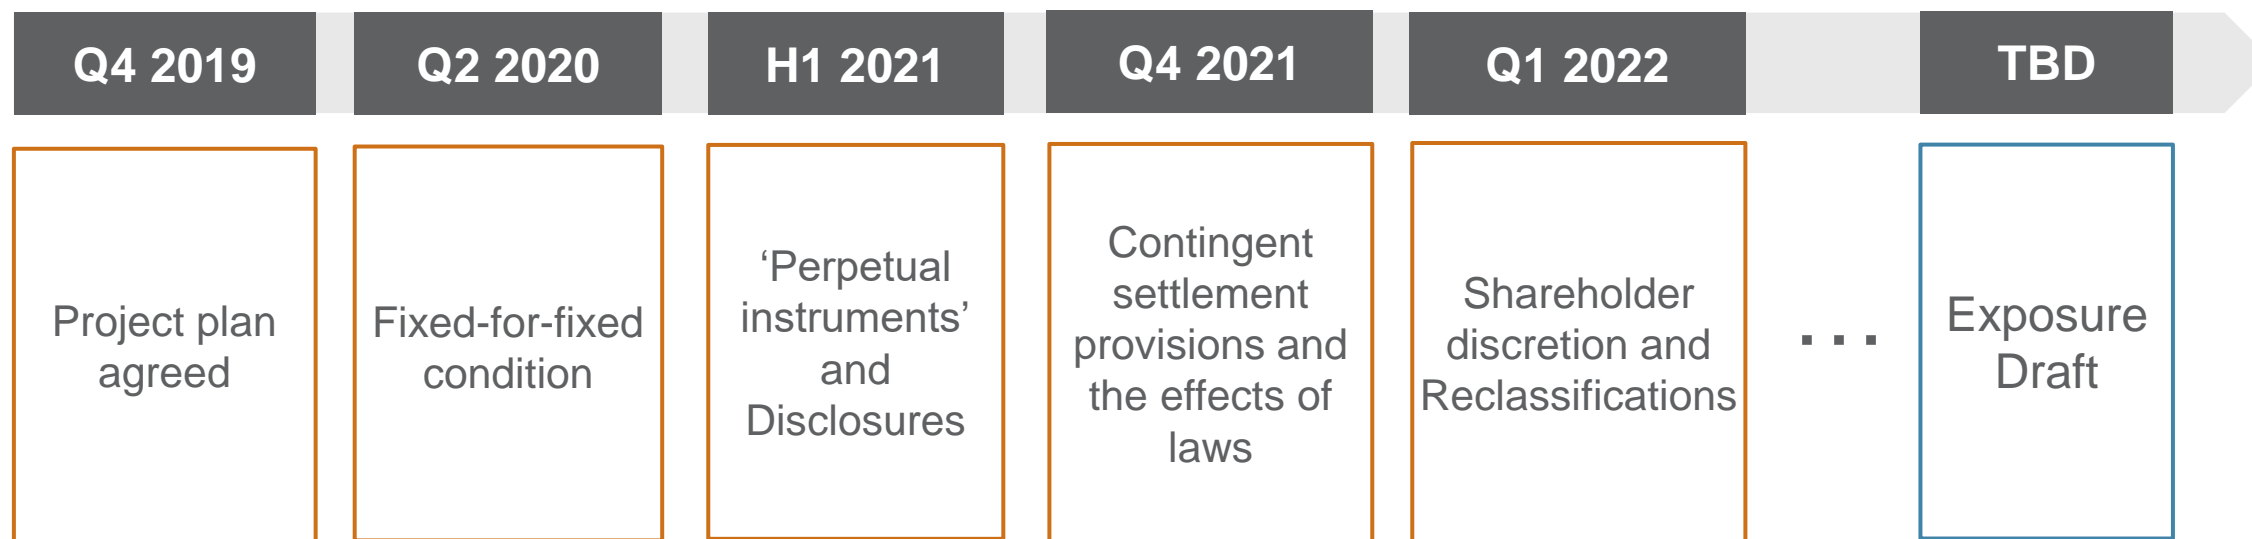 Q4 2019
Q2 2020
H1 2021
Q4 2021
Q1 2022
TBD
Project plan
agreed
Fixed-for-fixed
condition
‘Perpetual
instruments’
and
Disclosures
Contingent
settlement
provisions and
the effects of
laws
Shareholder
discretion and
Reclassifications
...
Exposure
Draft